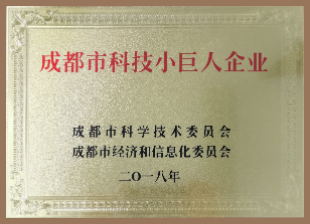 成都市科技小巨人企业
成都市科学技术委员会
成都市经济和信息化委员会
二〇一八年